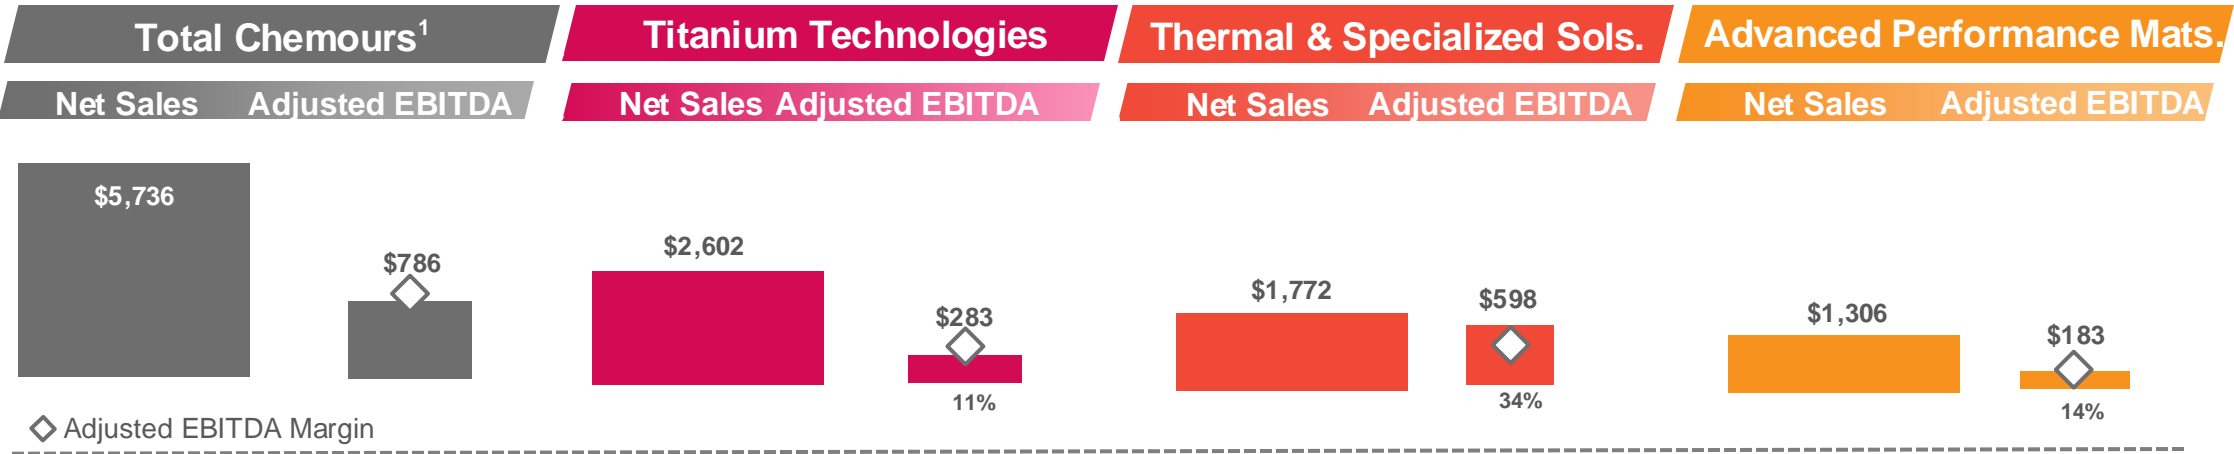 Total Chemours1
Titanium Technologies
Thermal & Specialized Sols.
Advanced Performance Mats.
Net Sales Adjusted EBITDA
Net Sales Adjusted EBITDA
Net Sales Adjusted EBITDA
Net Sales Adjusted EBITDA
$5,736
$786
$2,602
$283
11%
$1,772
$598
34%
$1,306
$183
14%
Adjusted EBITDA Margin